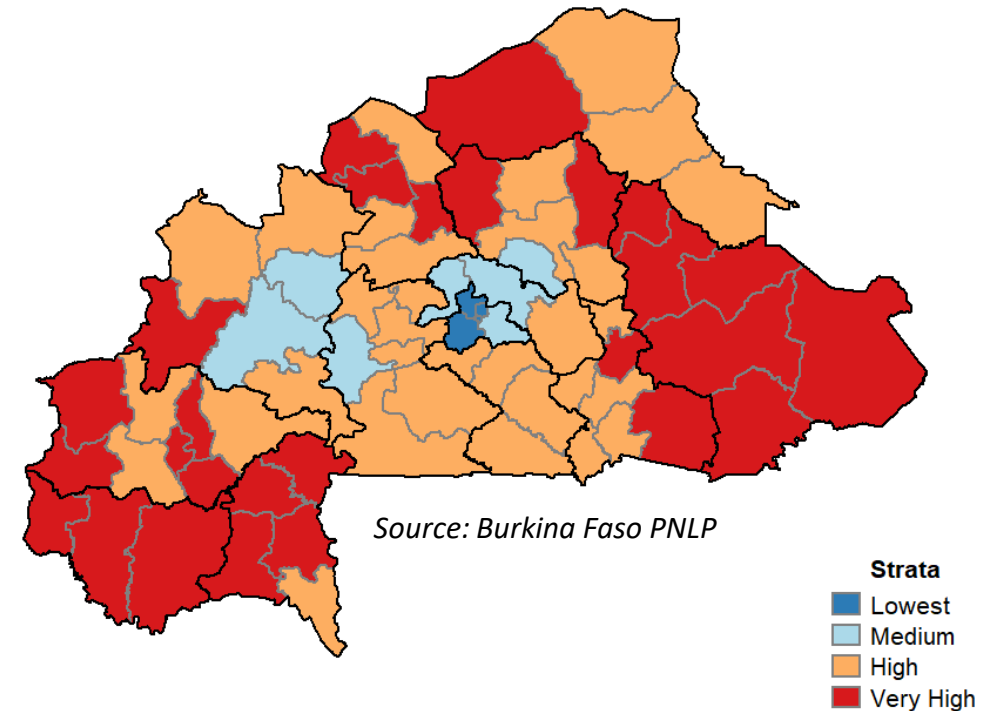 Source: Burkina Faso PNLP
Strata
Lowest
Medium
High
Very High